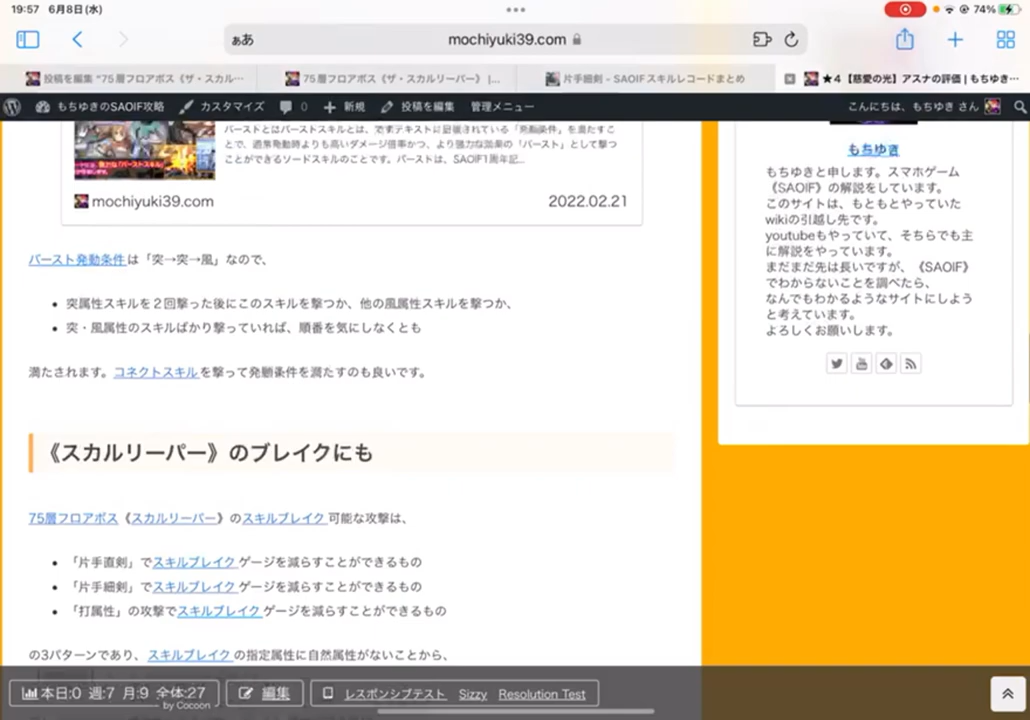 19:57 6月8日(水)
74%
ぁあ
mochiyuki39.com
投稿を編集 "75層フロアボス《ザ・スカル…
75層フロアボス《ザ・スカルリーパー》 |…
片手細剣 - SAOIFスキルレコードまとめ
★4【慈愛の光】アスナの評価 | もちゆき…
もちゆきのSAOIF攻略
カスタマイズ
0
新規
投稿を編集
管理メニュー
こんにちは、もちゆき さん
バーストとはバーストスキルとは、でずテキストに記載されている「発動条件」を満たすこ
とで、通常発動時よりも高いダメージ倍率かつ、より強力な効果の「バースト」として撃つ
ことができるソードスキルのことです。バーストは、SAOIF1周年記…
mochiyuki39.com
2022.02.21
バースト発動条件は「突→突→風」なので、
• 突属性スキルを２回撃った後にこのスキルを撃つか、他の風属性スキルを撃つか、
• 突・風属性のスキルばかり撃っていれば、順番を気にしなくとも
満たされます。コネクトスキルを撃って発動条件を満たすのも良いです。
《スカルリーパー》のブレイクにも
75層フロアボス《スカルリーパー》のスキルブレイク可能な攻撃は、
• 「片手直剣」でスキルブレイクゲージを減らすことができるもの
• 「片手細剣」でスキルブレイクゲージを減らすことができるもの
• 「打属性」の攻撃でスキルブレイクゲージを減らすことができるもの
の3パターンであり、スキルブレイクの指定属性に自然属性がないことから、
もちゆき
もちゆきと申します。スマホゲーム
《SAOIF》の解説をしています。
このサイトは、もともとやっていた
wikiの引越し先です。
youtubeもやっていて、そちらでも主
に解説をやっています。
まだまだ先は長いですが、《SAOIF》
でわからないことを調べたら、
なんでもわかるようなサイトにしよう
と考えています。
よろしくお願いします。
本日:0 週:7 月:9 全体:27
by Cocoon
編集
レスポンシブテスト
Sizzy
Resolution Test